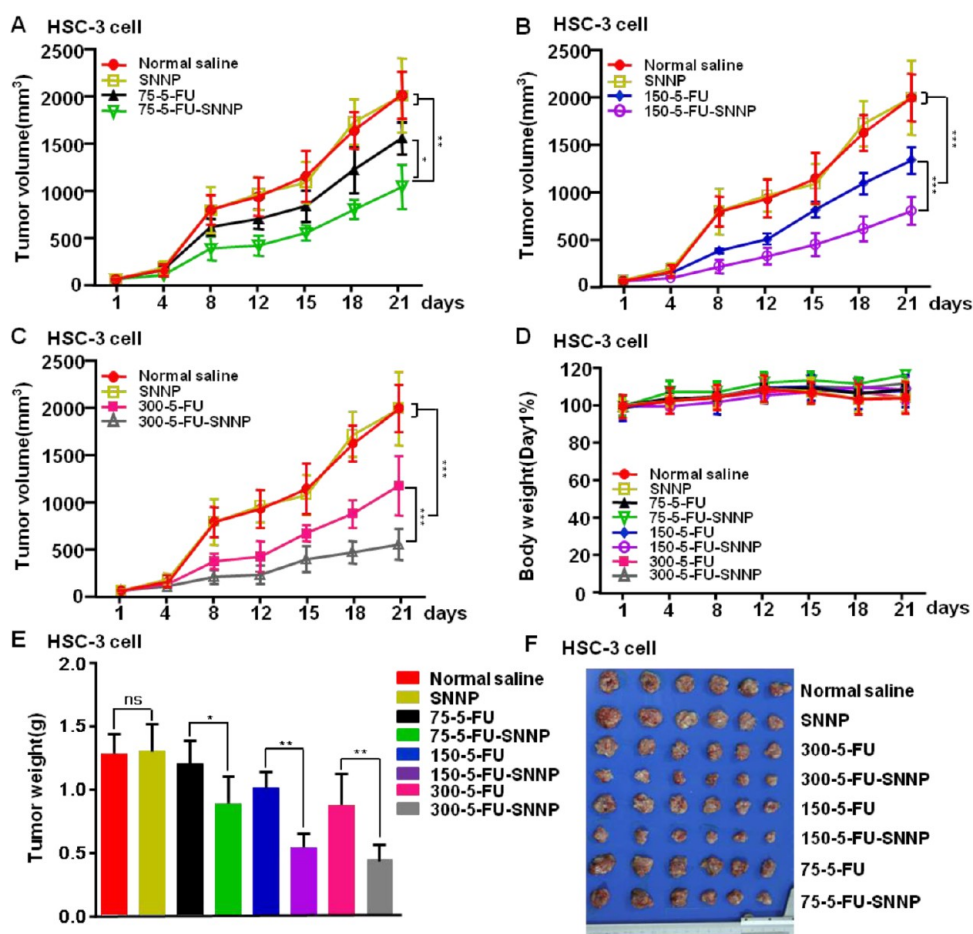 A HSC-3 cell
Tumor volume(mm³)
2500
2000
1500
1000
500
0
Normal saline
SNNP
75-5-FU
75-5-FU-SNNP
*
**
1 4 8 12 15 18 21 days
B HSC-3 cell
Tumor volume(mm³)
2500
2000
1500
1000
500
0
Normal saline
SNNP
150-5-FU
150-5-FU-SNNP
***
***
1 4 8 12 15 18 21 days
C HSC-3 cell
Tumor volume(mm³)
2500
2000
1500
1000
500
0
Normal saline
SNNP
300-5-FU
300-5-FU-SNNP
***
***
1 4 8 12 15 18 21 days
D HSC-3 cell
Body weight(Day1%)
120
100
80
60
40
20
0
Normal saline
SNNP
75-5-FU
75-5-FU-SNNP
150-5-FU
150-5-FU-SNNP
300-5-FU
300-5-FU-SNNP
1 4 8 12 15 18 21 days
E HSC-3 cell
Tumor weight(g)
2.0
1.5
1.0
0.5
0.0
ns
*
**
**
Normal saline
SNNP
75-5-FU
75-5-FU-SNNP
150-5-FU
150-5-FU-SNNP
300-5-FU
300-5-FU-SNNP
F HSC-3 cell
Normal saline
SNNP
300-5-FU
300-5-FU-SNNP
150-5-FU
150-5-FU-SNNP
75-5-FU
75-5-FU-SNNP